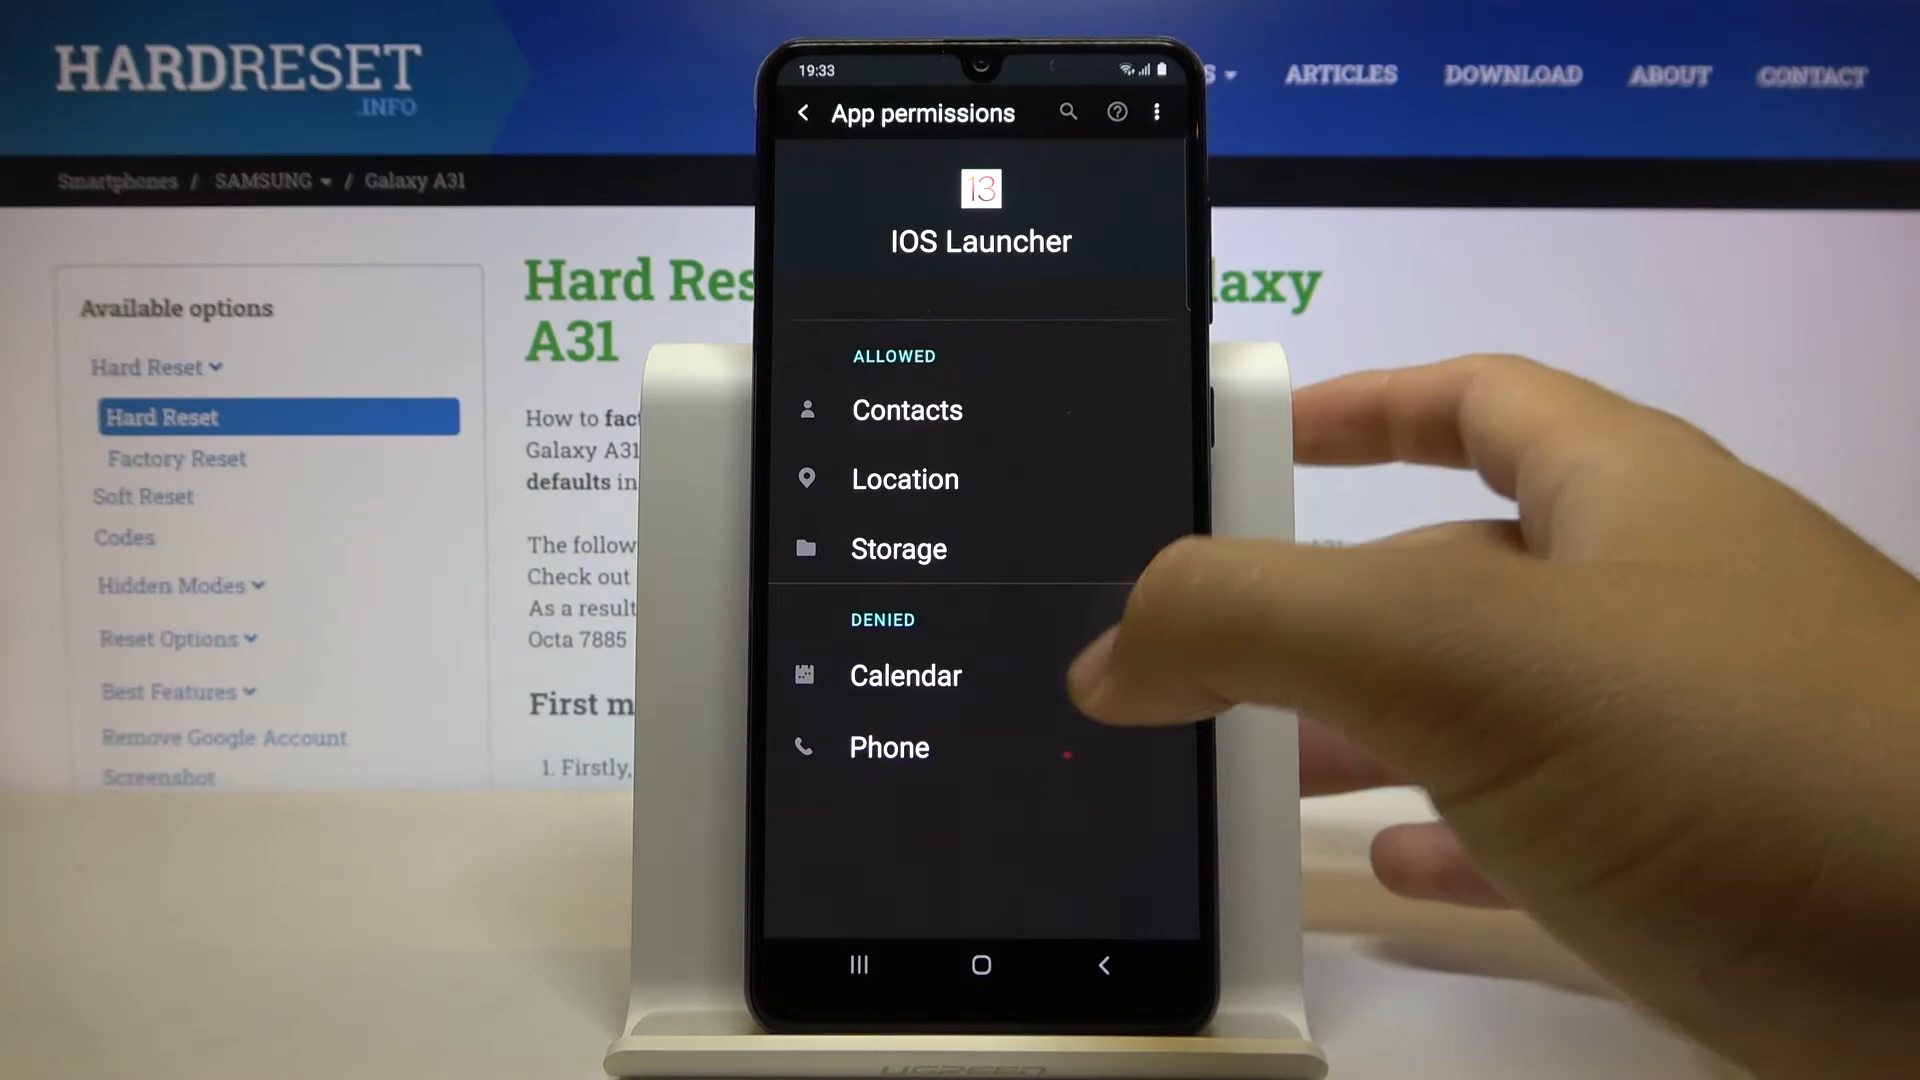 HARDRESET
.INFO
ARTICLES
DOWNLOAD
ABOUT
CONTACT
Smartphones / SAMSUNG / Galaxy A31
Available options
Hard Reset
Hard Reset
Factory Reset
Soft Reset
Codes
Hidden Modes
Reset Options
Best Features
Remove Google Account
Screenshot
Hard Res
laxy
A31
How to fact
Galaxy A31
defaults in
The follow
Check out
As a result
Octa 7885
First m
1. Firstly,
19:33
App permissions
13
IOS Launcher
ALLOWED
Contacts
Location
Storage
DENIED
Calendar
Phone
UGREEN